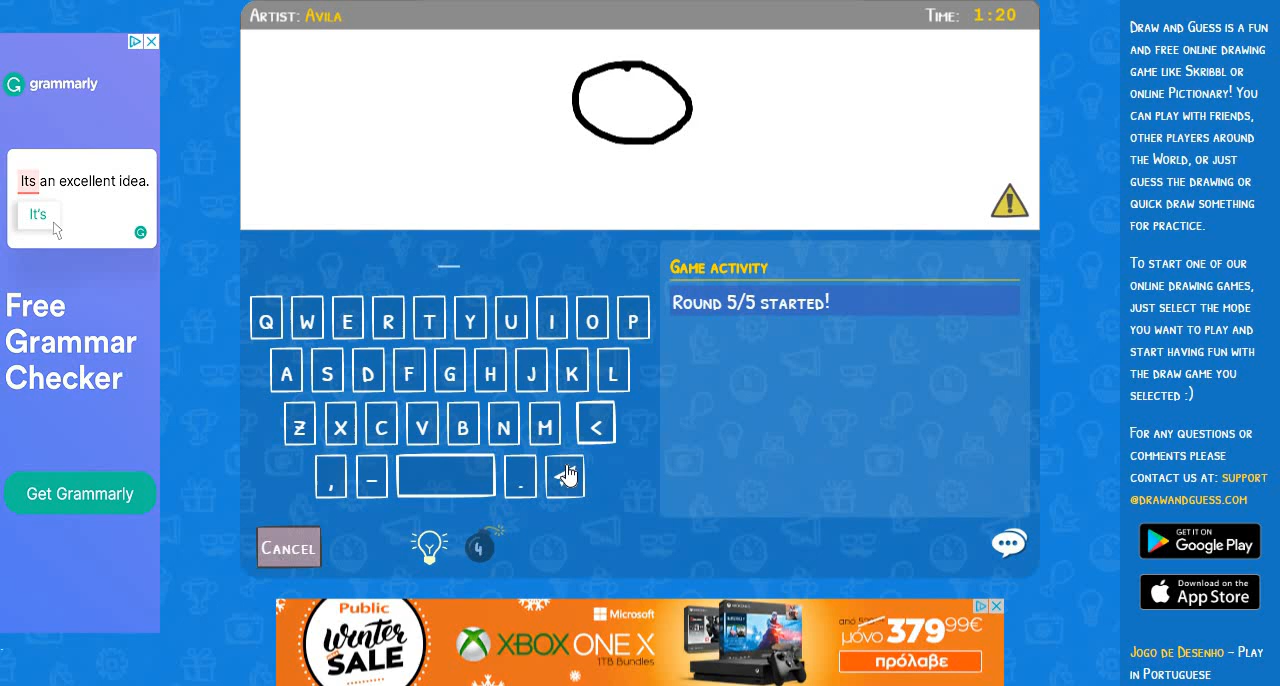 Artist: Avila
Time: 1:20
grammarly
Its an excellent idea.
It's
Free
Grammar
Checker
Get Grammarly
Game activity
Round 5/5 started!
Q W E R T Y U I O P
A S D F G H J K L
Z X C V B N M <
, - .
Cancel
4
Draw and Guess is a fun
and free online drawing
game like Skribbl or
online Pictionary! You
can play with friends,
other players around
the World, or just
guess the drawing or
quick draw something
for practice.
To start one of our
online drawing games,
just select the mode
you want to play and
start having fun with
the draw game you
selected :)
For any questions or
comments please
contact us at: support
@drawandguess.com
GET IT ON
Google Play
Download on the
App Store
Jogo de Desenho - Play
in Portuguese
Public
Winter
SALE
Microsoft
XBOX ONE X
1TB Bundles
μόνο 379,99€
πρόλαβε